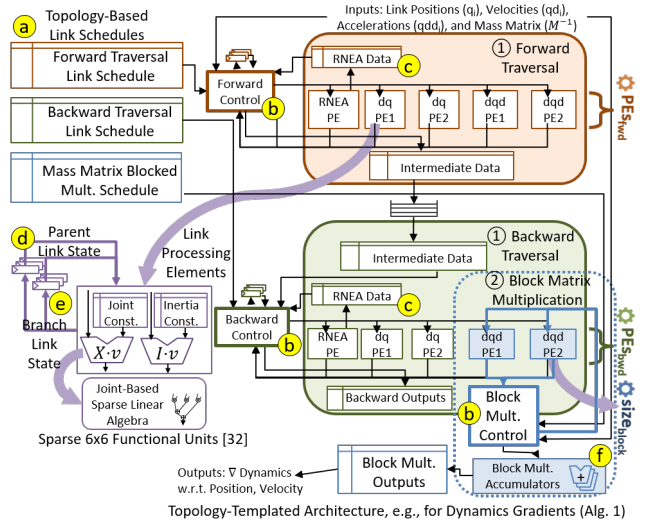 a
Topology-Based
Link Schedules
Inputs: Link Positions (qᵢ), Velocities (qdᵢ),
Accelerations (qddᵢ), and Mass Matrix (M⁻¹)
Forward Traversal
Link Schedule
Backward Traversal
Link Schedule
Mass Matrix Blocked
Mult. Schedule
Forward
Control
b
RNEA Data
c
① Forward
Traversal
RNEA
PE
dq
PE1
dq
PE2
dqd
PE1
dqd
PE2
PEs_fwd
Intermediate Data
d
Parent
Link State
Link
Processing
Elements
e
Branch
Link
State
Joint
Const.
Inertia
Const.
X·v
I·v
Joint-Based
Sparse Linear
Algebra
Sparse 6x6 Functional Units [32]
① Backward
Traversal
Intermediate Data
② Block Matrix
Multiplication
RNEA Data
c
Backward
Control
b
RNEA
PE
dq
PE1
dq
PE2
dqd
PE1
dqd
PE2
PEs_bwd
size_block
Backward Outputs
b
Block
Mult.
Control
f
Block Mult.
Accumulators
+
Block Mult.
Outputs
Outputs: ∇ Dynamics
w.r.t. Position, Velocity
Topology-Templated Architecture, e.g., for Dynamics Gradients (Alg. 1)